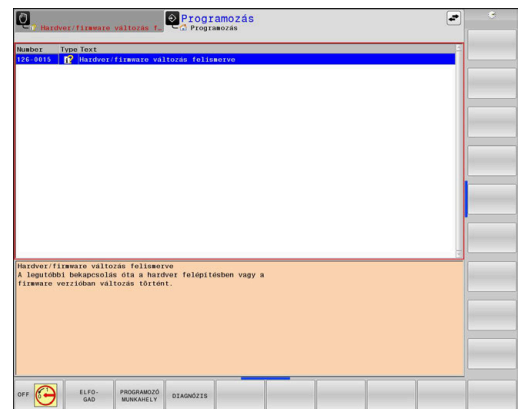 Hardver/firmware változás f…
Programozás
Programozás
Number Type Text
126-0015 Hardver/firmware változás felismerve
Hardver/firmware változás felismerve
A legutóbbi bekapcsolás óta a hardver felépítésben vagy a
firmware verzióban változás történt.
OFF
ELFO-
GAD
PROGRAMOZÓ
MUNKAHELY
DIAGNÓZIS